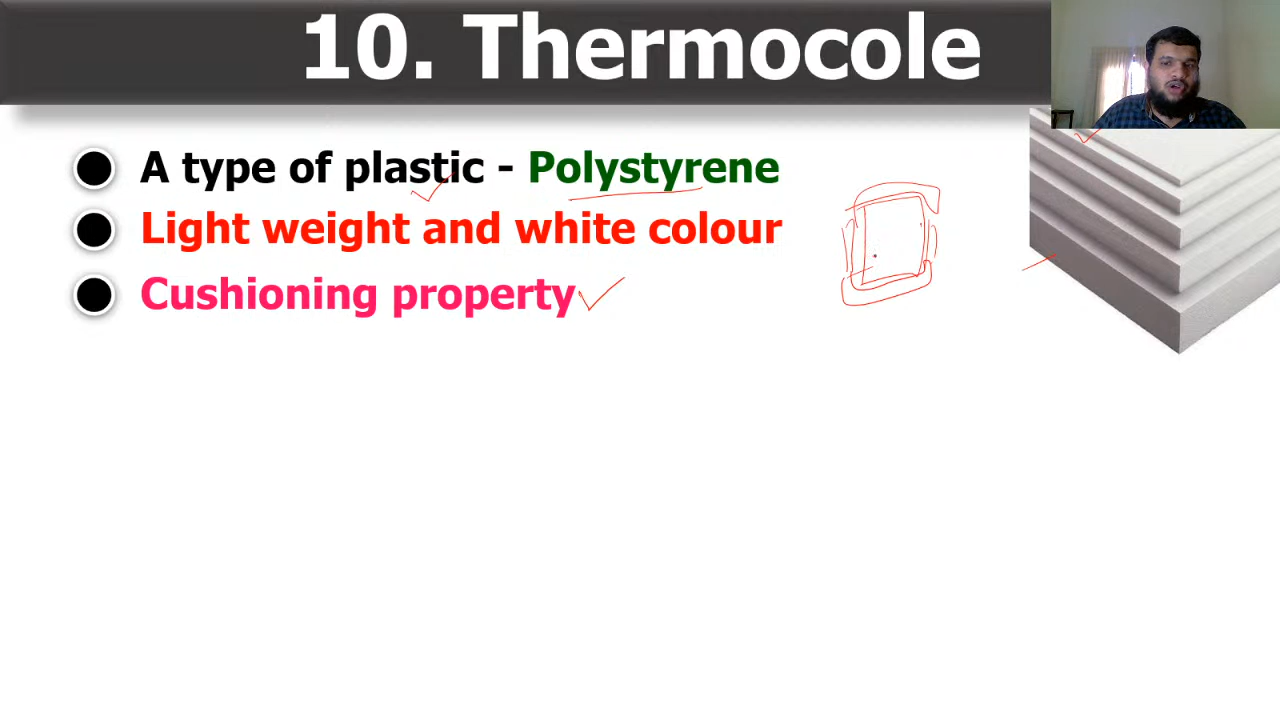 10. Thermocole
A type of plastic - Polystyrene
Light weight and white colour
Cushioning property